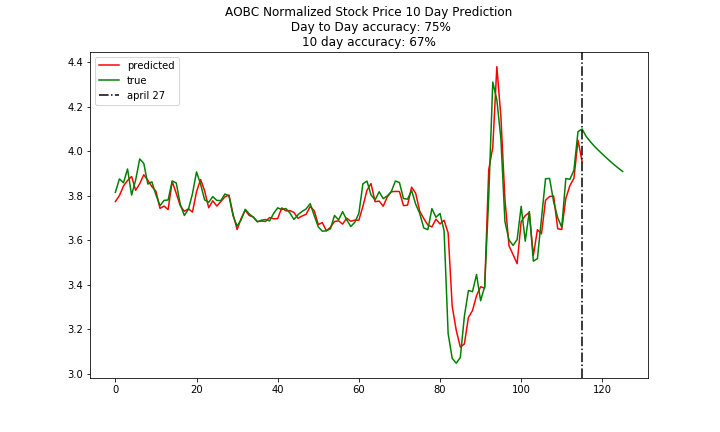 AOBC Normalized Stock Price 10 Day Prediction
Day to Day accuracy: 75%
10 day accuracy: 67%
predicted
true
april 27
4.4
4.2
4.0
3.8
3.6
3.4
3.2
3.0
0 20 40 60 80 100 120